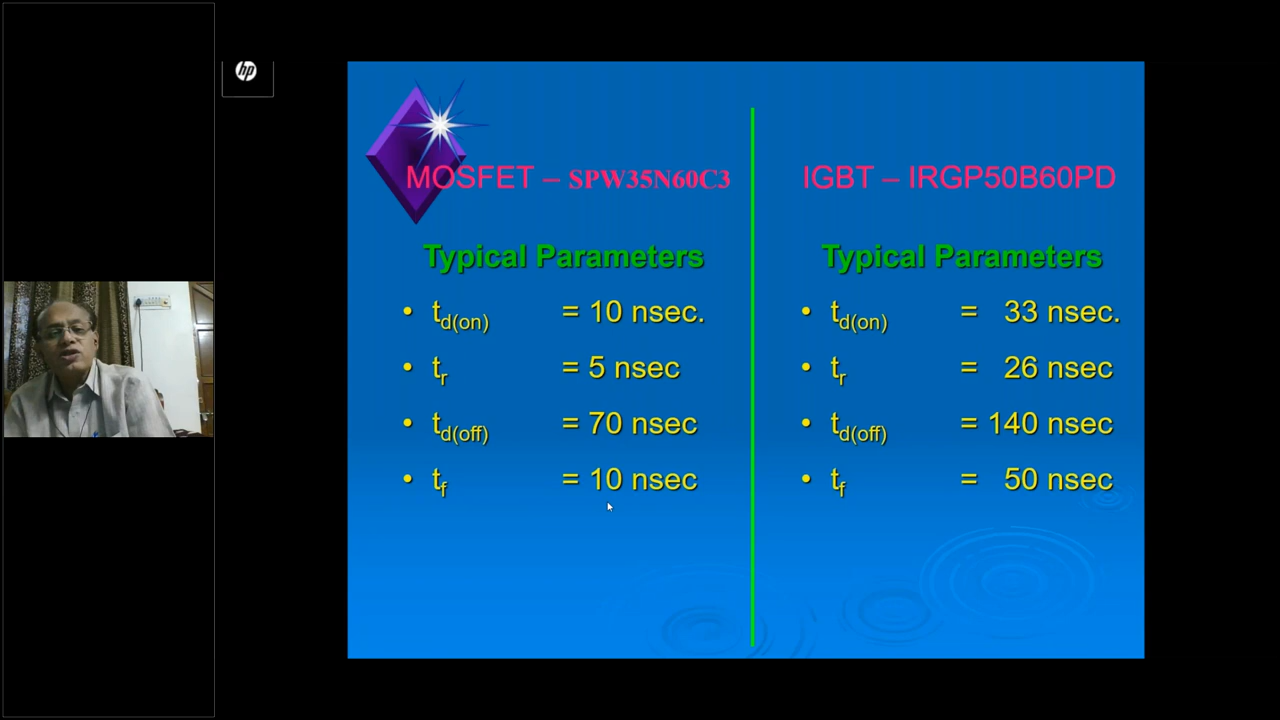 hp
MOSFET – SPW35N60C3
Typical Parameters
• td(on) = 10 nsec.
• tr = 5 nsec
• td(off) = 70 nsec
• tf = 10 nsec
IGBT – IRGP50B60PD
Typical Parameters
• td(on) = 33 nsec.
• tr = 26 nsec
• td(off) = 140 nsec
• tf = 50 nsec